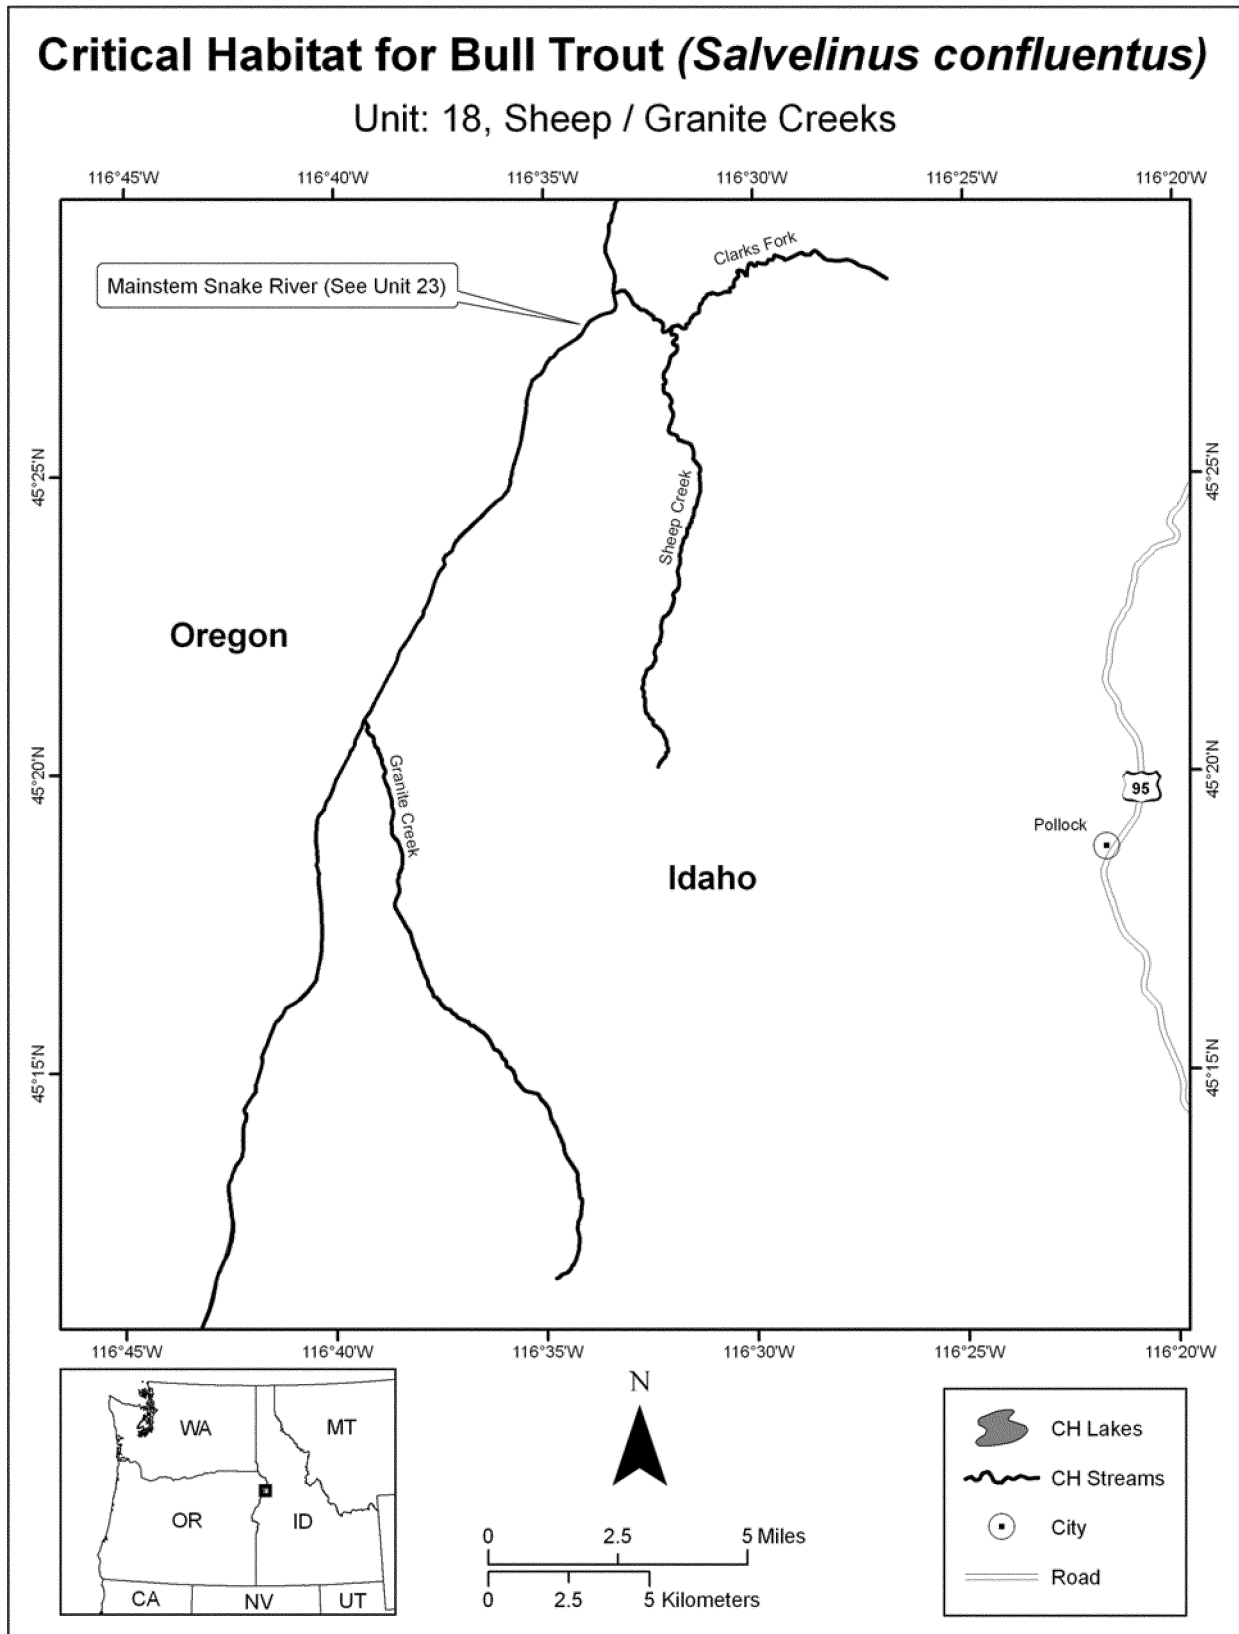 Critical Habitat for Bull Trout (Salvelinus confluentus)
Unit: 18, Sheep / Granite Creeks
116°45'W 116°40'W 116°35'W 116°30'W 116°25'W 116°20'W
Clarks Fork
Mainstem Snake River (See Unit 23)
45°25'N
45°25'N
Sheep Creek
Oregon
45°20'N
45°20'N
Granite Creek
95
Pollock
Idaho
45°15'N
45°15'N
116°45'W 116°40'W 116°35'W 116°30'W 116°25'W 116°20'W
WA
MT
OR
ID
CA
NV
UT
N
0 2.5 5 Miles
0 2.5 5 Kilometers
CH Lakes
CH Streams
City
Road